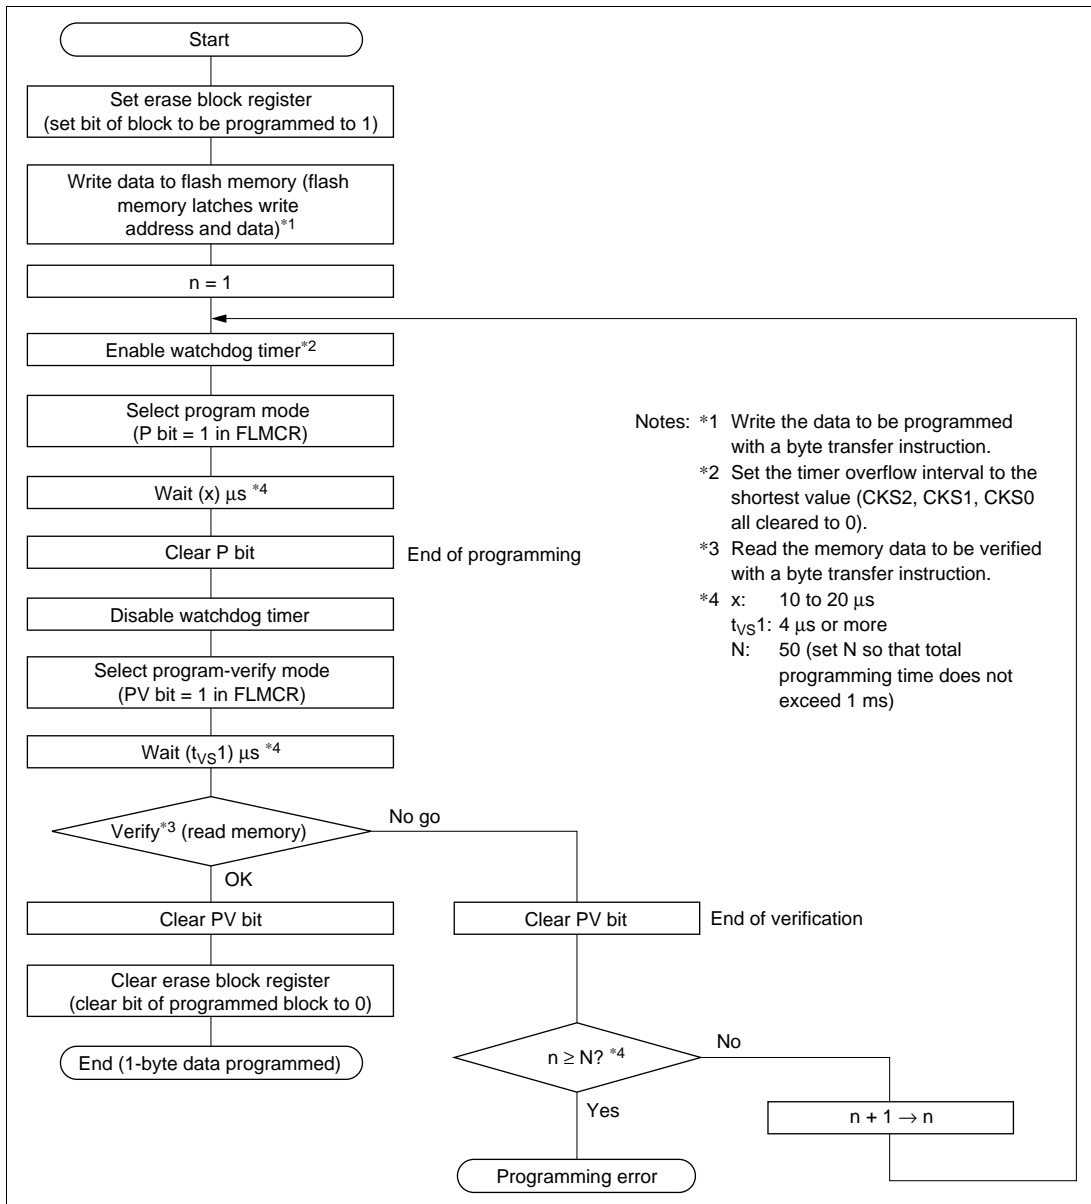 Start
Set erase block register
(set bit of block to be programmed to 1)
Write data to flash memory (flash
memory latches write
address and data)*1
n = 1
Enable watchdog timer*2
Select program mode
(P bit = 1 in FLMCR)
Wait (x) μs *4
Clear P bit
End of programming
Disable watchdog timer
Select program-verify mode
(PV bit = 1 in FLMCR)
Wait (tVS1) μs *4
Verify*3 (read memory)
No go
OK
Clear PV bit
Clear erase block register
(clear bit of programmed block to 0)
End (1-byte data programmed)
Clear PV bit
End of verification
n ≥ N? *4
No
Yes
n + 1 → n
Programming error
Notes: *1 Write the data to be programmed
with a byte transfer instruction.
*2 Set the timer overflow interval to the
shortest value (CKS2, CKS1, CKS0
all cleared to 0).
*3 Read the memory data to be verified
with a byte transfer instruction.
*4 x: 10 to 20 μs
tVS1: 4 μs or more
N: 50 (set N so that total
programming time does not
exceed 1 ms)